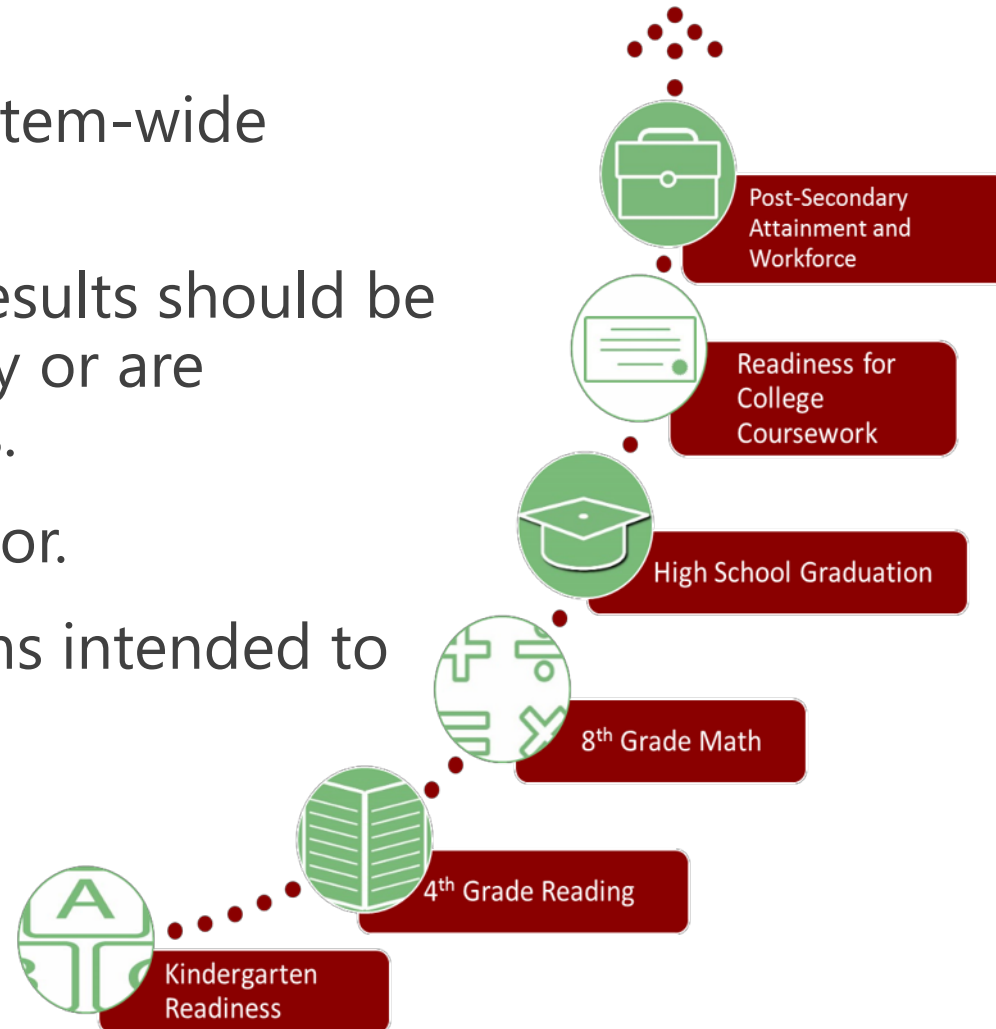 tem-wide
esults should be
y or are
s.
or.
ns intended to
Post-Secondary
Attainment and
Workforce
Readiness for
College
Coursework
High School Graduation
+ ÷
= ×
8th Grade Math
4th Grade Reading
A
Kindergarten
Readiness